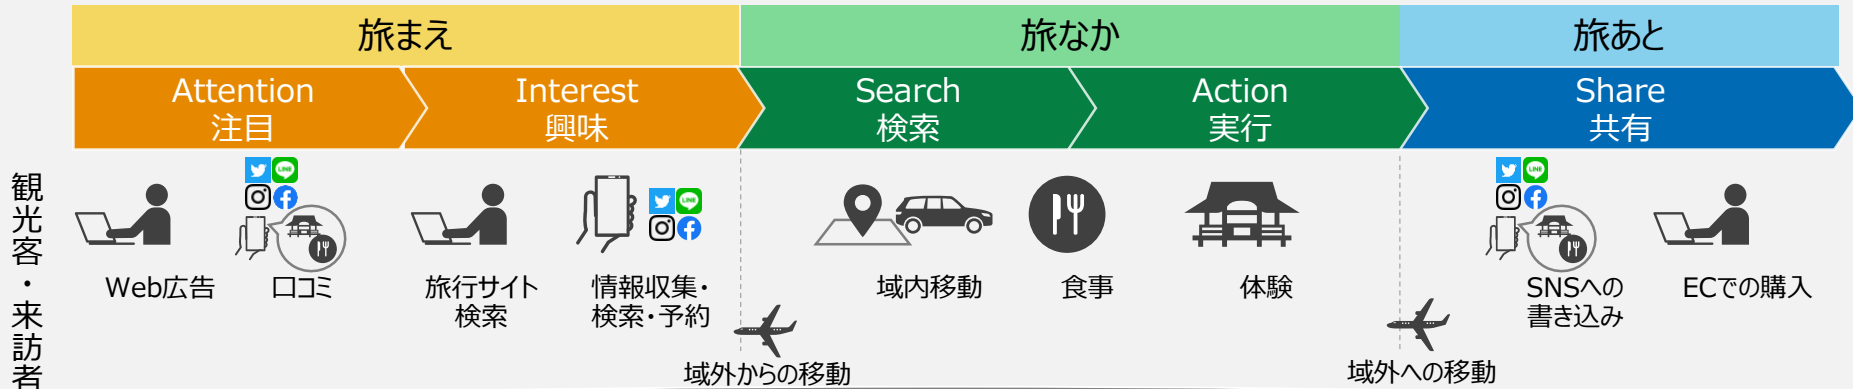 旅まえ
旅なか
旅あと
Attention
注目
Interest
興味
Search
検索
Action
実行
Share
共有
観光客・来訪者
Web広告
LINE
口コミ
旅行サイト
検索
LINE
情報収集・
検索・予約
域外からの移動
域内移動
食事
体験
域外への移動
LINE
SNSへの
書き込み
ECでの購入